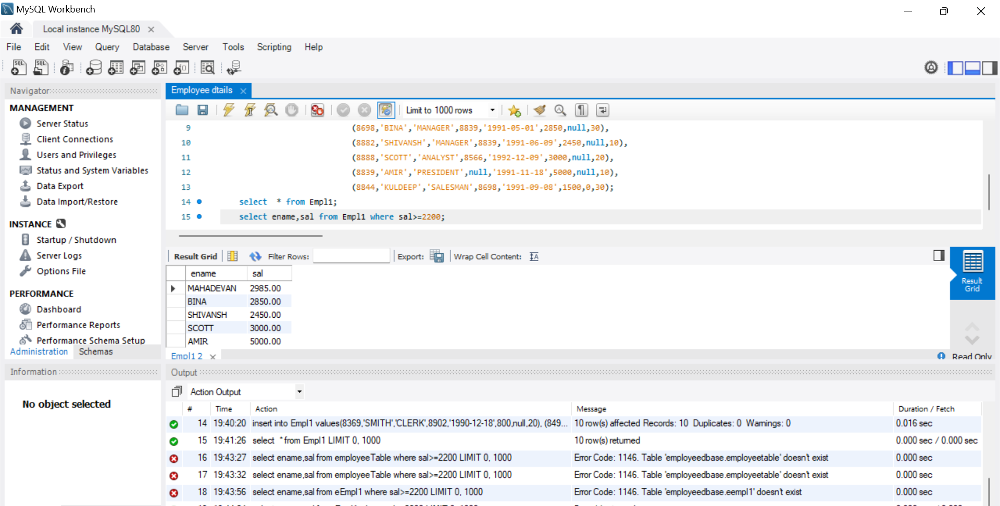 MySQL Workbench
Local instance MySQL80
File Edit View Query Database Server Tools Scripting Help
Navigator
MANAGEMENT
Server Status
Client Connections
Users and Privileges
Status and System Variables
Data Export
Data Import/Restore
INSTANCE
Startup / Shutdown
Server Logs
Options File
PERFORMANCE
Dashboard
Performance Reports
Performance Schema Setup
Administration Schemas
Information
No object selected
Employee dtails
Limit to 1000 rows
9 (8698,'BINA','MANAGER',8839,'1991-05-01',2850,null,30),
10 (8882,'SHIVANSH','MANAGER',8839,'1991-06-09',2450,null,10),
11 (8888,'SCOTT','ANALYST',8566,'1992-12-09',3000,null,20),
12 (8839,'AMIR','PRESIDENT',null,'1991-11-18',5000,null,10),
13 (8844,'KULDEEP','SALESMAN',8698,'1991-09-08',1500,0,30);
14 select * from Empl1;
15 select ename,sal from Empl1 where sal>=2200;
Result Grid Filter Rows: Export: Wrap Cell Content:
ename sal
MAHADEVAN 2985.00
BINA 2850.00
SHIVANSH 2450.00
SCOTT 3000.00
AMIR 5000.00
Result
Grid
Empl1 2
Read Only
Output
Action Output
# Time Action Message Duration / Fetch
14 19:40:20 insert into Empl1 values(8369,'SMITH','CLERK',8902,'1990-12-18',800,null,20), (849... 10 row(s) affected Records: 10 Duplicates: 0 Warnings: 0 0.016 sec
15 19:41:26 select * from Empl1 LIMIT 0, 1000 10 row(s) returned 0.000 sec / 0.000 sec
16 19:43:27 select ename,sal from employeeTable where sal>=2200 LIMIT 0, 1000 Error Code: 1146. Table 'employeedbase.employeetable' doesn't exist 0.000 sec
17 19:43:32 select ename,sal from employeeTable where sal>=2200 LIMIT 0, 1000 Error Code: 1146. Table 'employeedbase.employeetable' doesn't exist 0.000 sec
18 19:43:56 select ename,sal from eEmpl1 where sal>=2200 LIMIT 0, 1000 Error Code: 1146. Table 'employeedbase.eempl1' doesn't exist 0.000 sec